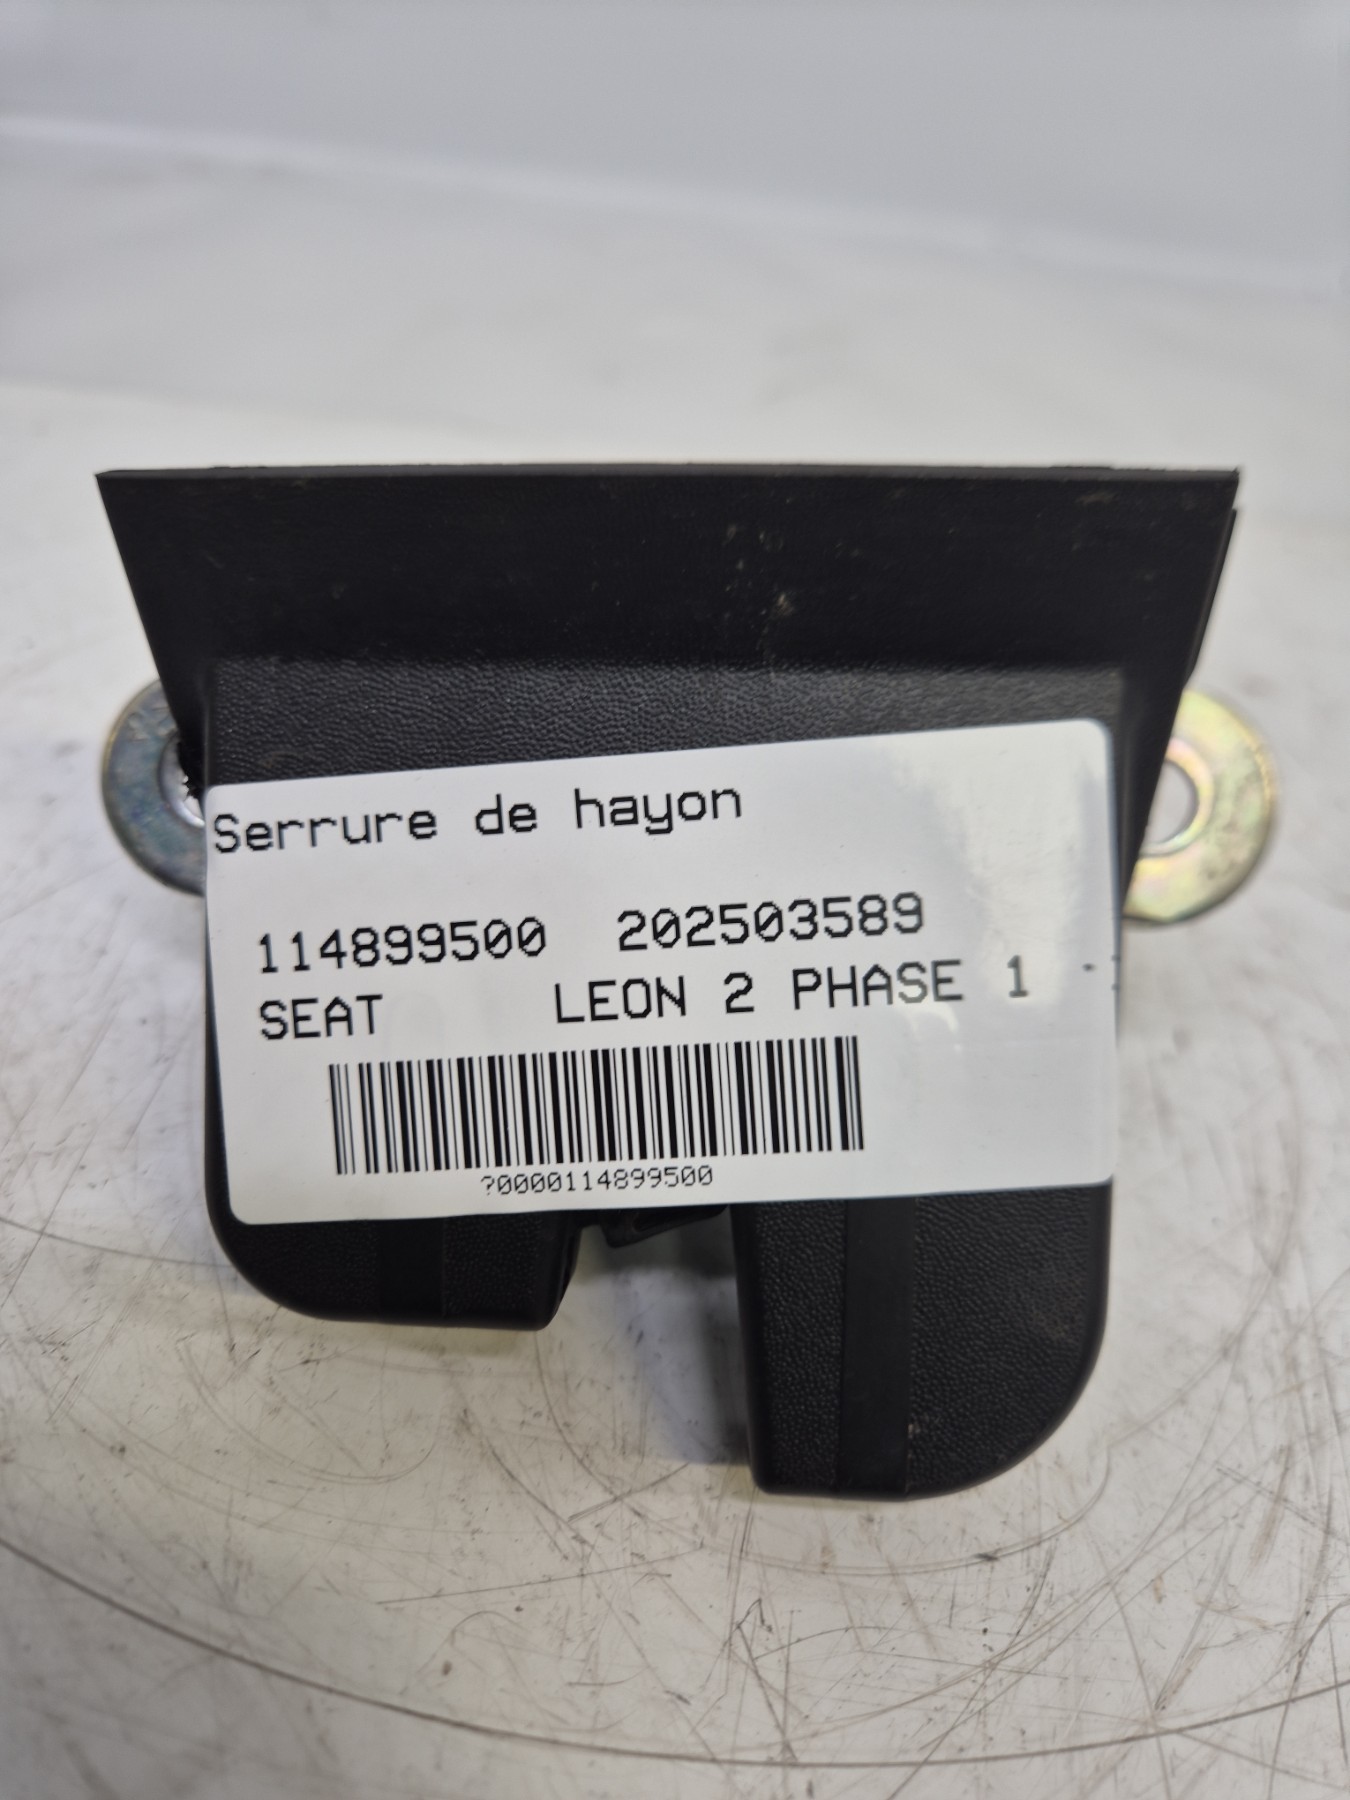 Serrure de hayon
114899500 202503589
SEAT LEON 2 PHASE 1 -
?0000114899500